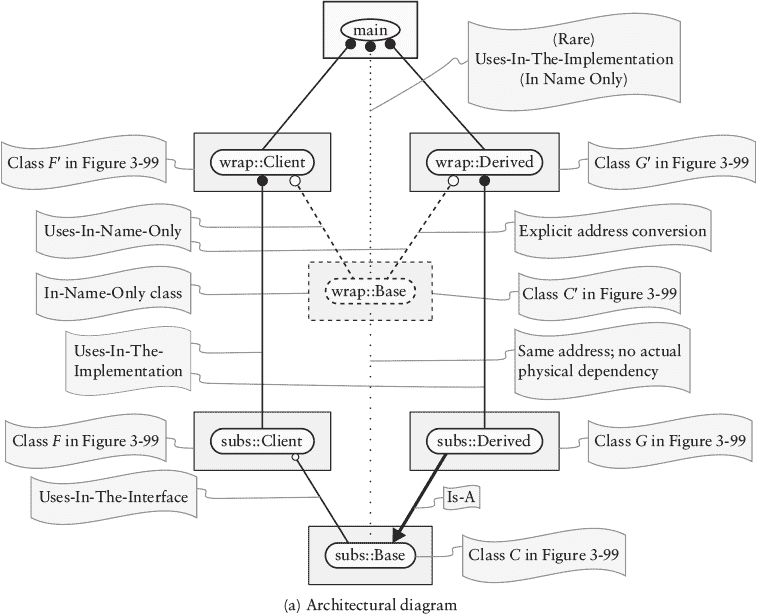 main
(Rare)
Uses-In-The-Implementation
(In Name Only)
Class F′ in Figure 3-99
wrap::Client
wrap::Derived
Class G′ in Figure 3-99
Uses-In-Name-Only
Explicit address conversion
In-Name-Only class
wrap::Base
Class C′ in Figure 3-99
Uses-In-The-
Implementation
Same address; no actual
physical dependency
Class F in Figure 3-99
subs::Client
subs::Derived
Class G in Figure 3-99
Uses-In-The-Interface
Is-A
subs::Base
Class C in Figure 3-99
(a) Architectural diagram